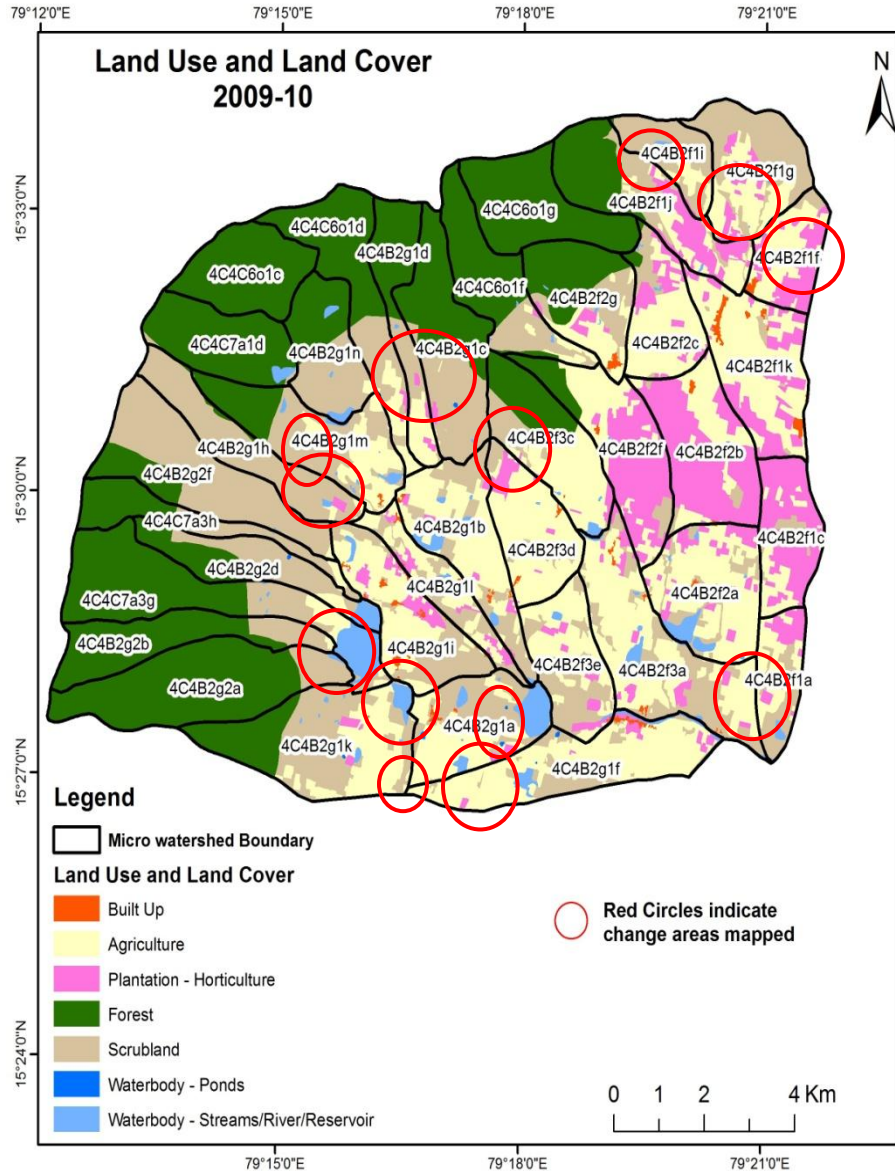 79°12'0"E 79°15'0"E 79°18'0"E 79°21'0"E
Land Use and Land Cover
2009-10
N
4C4B2f1i
4C4B2f1g
4C4B2f1j
15°33'0"N
4C4C6o1g
4C4C6o1d
4C4B2g1d
4C4B2f1f
4C4C6o1c
4C4C6o1f
4C4B2f2g
4C4C7a1d
4C4B2g1n
4C4B2g1c
4C4B2f2c
4C4B2f1k
4C4B2g1m
4C4B2f3c
4C4B2g1h
4C4B2f2f
4C4B2f2b
4C4B2g2f
15°30'0"N
4C4C7a3h
4C4B2g1b
4C4B2f1c
4C4B2f3d
4C4B2g2d
4C4B2g1l
4C4B2f2a
4C4C7a3g
4C4B2g2b
4C4B2g1i
4C4B2f3e
4C4B2f3a
4C4B2f1a
4C4B2g2a
4C4B2g1a
4C4B2g1k
4C4B2g1f
15°27'0"N
Legend
Micro watershed Boundary
Land Use and Land Cover
Built Up
Agriculture
Plantation - Horticulture
Forest
Scrubland
Waterbody - Ponds
Waterbody - Streams/River/Reservoir
Red Circles indicate
change areas mapped
15°24'0"N
0 1 2 4 Km
79°15'0"E 79°18'0"E 79°21'0"E